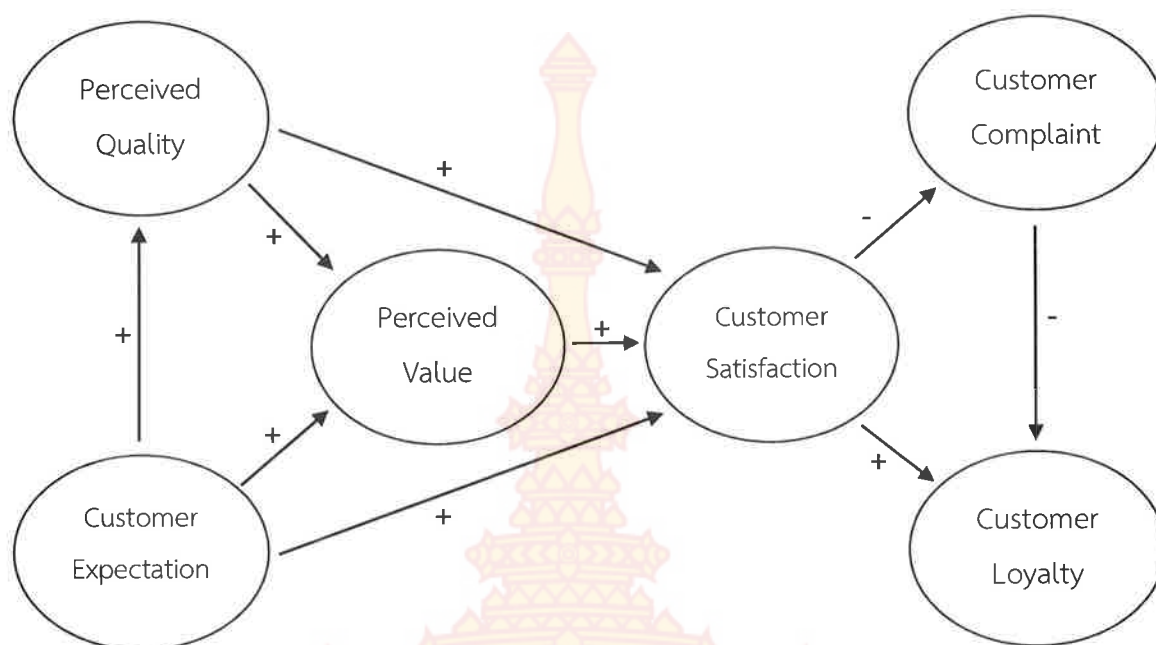 Perceived
Quality
Customer
Complaint
+
+
-
+
Perceived
Value
+
Customer
Satisfaction
-
+
+
+
Customer
Expectation
Customer
Loyalty